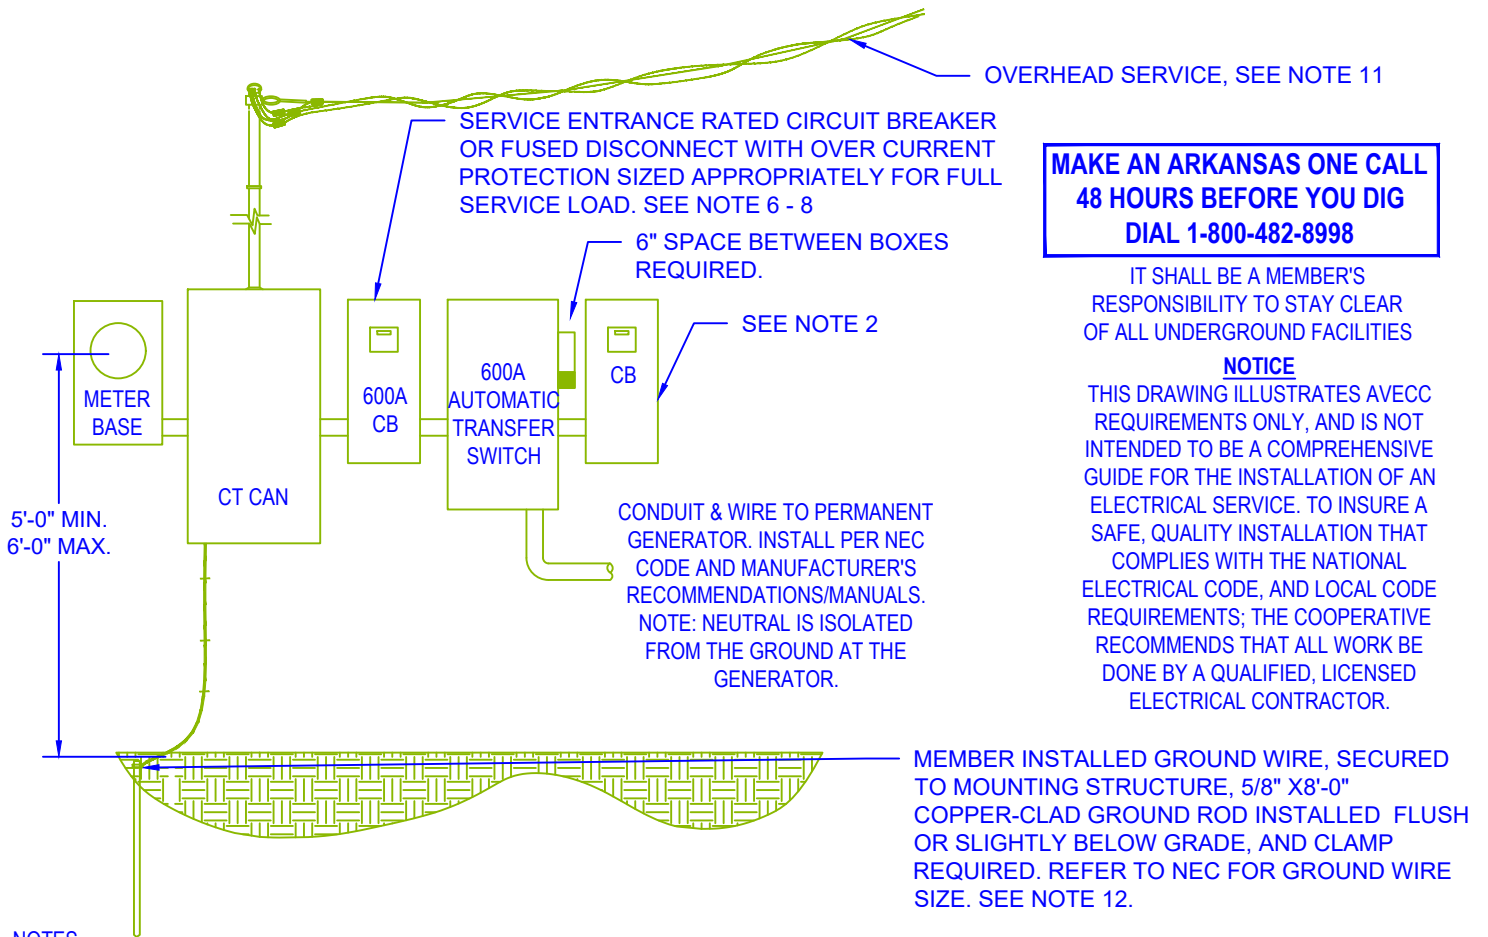 OVERHEAD SERVICE, SEE NOTE 11
SERVICE ENTRANCE RATED CIRCUIT BREAKER
OR FUSED DISCONNECT WITH OVER CURRENT
PROTECTION SIZED APPROPRIATELY FOR FULL
SERVICE LOAD. SEE NOTE 6 - 8
6" SPACE BETWEEN BOXES
REQUIRED.
SEE NOTE 2
MAKE AN ARKANSAS ONE CALL
48 HOURS BEFORE YOU DIG
DIAL 1-800-482-8998
IT SHALL BE A MEMBER'S
RESPONSIBILITY TO STAY CLEAR
OF ALL UNDERGROUND FACILITIES
NOTICE
THIS DRAWING ILLUSTRATES AVECC
REQUIREMENTS ONLY, AND IS NOT
INTENDED TO BE A COMPREHENSIVE
GUIDE FOR THE INSTALLATION OF AN
ELECTRICAL SERVICE. TO INSURE A
SAFE, QUALITY INSTALLATION THAT
COMPLIES WITH THE NATIONAL
ELECTRICAL CODE, AND LOCAL CODE
REQUIREMENTS; THE COOPERATIVE
RECOMMENDS THAT ALL WORK BE
DONE BY A QUALIFIED, LICENSED
ELECTRICAL CONTRACTOR.
METER
BASE
CT CAN
600A
CB
600A
AUTOMATIC
TRANSFER
SWITCH
CB
5'-0" MIN.
6'-0" MAX.
CONDUIT & WIRE TO PERMANENT
GENERATOR. INSTALL PER NEC
CODE AND MANUFACTURER'S
RECOMMENDATIONS/MANUALS.
NOTE: NEUTRAL IS ISOLATED
FROM THE GROUND AT THE
GENERATOR.
MEMBER INSTALLED GROUND WIRE, SECURED
TO MOUNTING STRUCTURE, 5/8" X8'-0"
COPPER-CLAD GROUND ROD INSTALLED FLUSH
OR SLIGHTLY BELOW GRADE, AND CLAMP
REQUIRED. REFER TO NEC FOR GROUND WIRE
SIZE. SEE NOTE 12.
NOTES